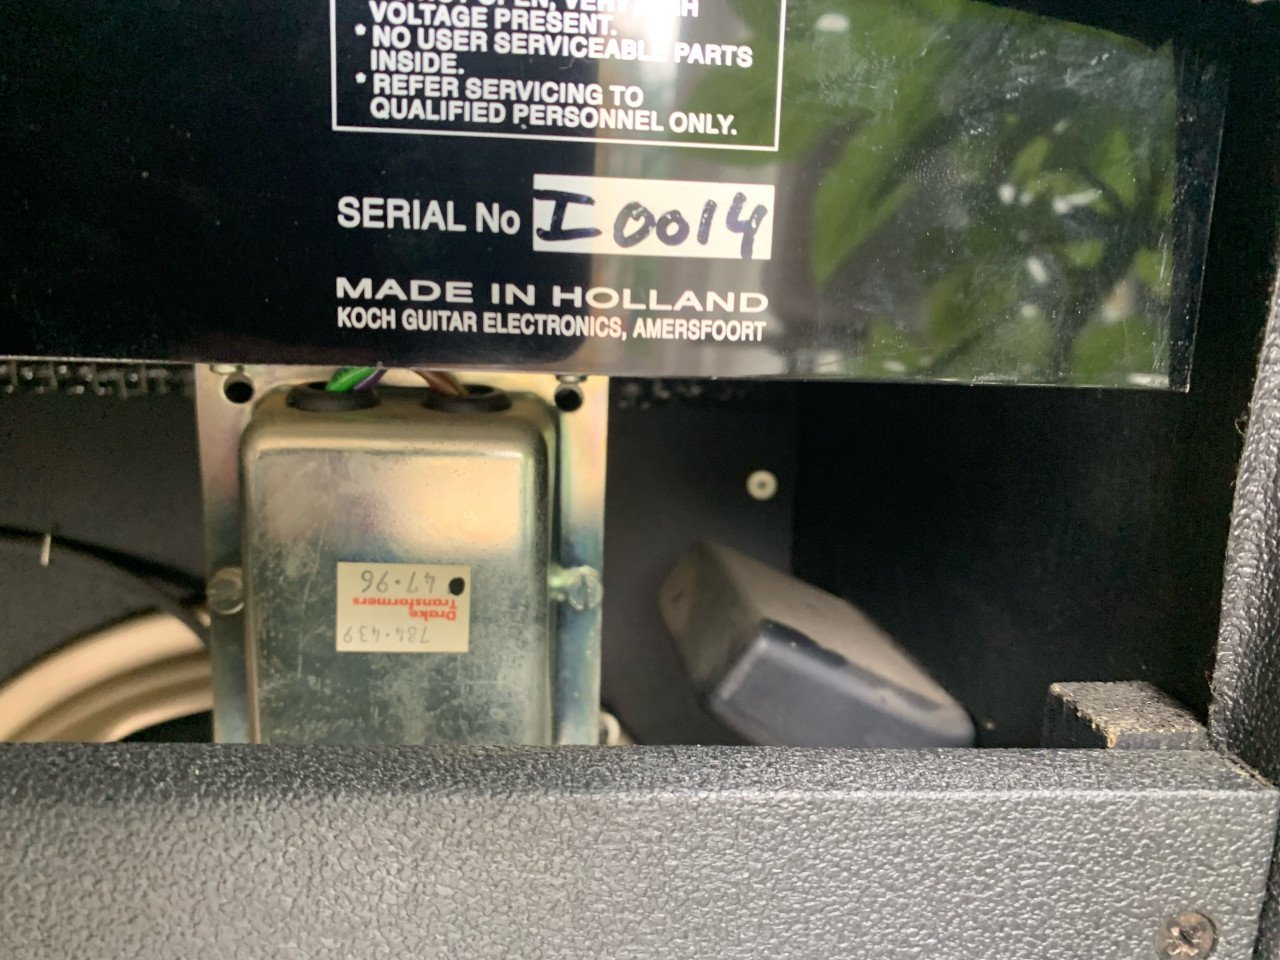 VOLTAGE PRESENT.
* NO USER SERVICEABLE PARTS
INSIDE.
* REFER SERVICING TO
QUALIFIED PERSONNEL ONLY.
SERIAL No I0014
MADE IN HOLLAND
KOCH GUITAR ELECTRONICS, AMERSFOORT
784·439
Drake
Transformers
47·96